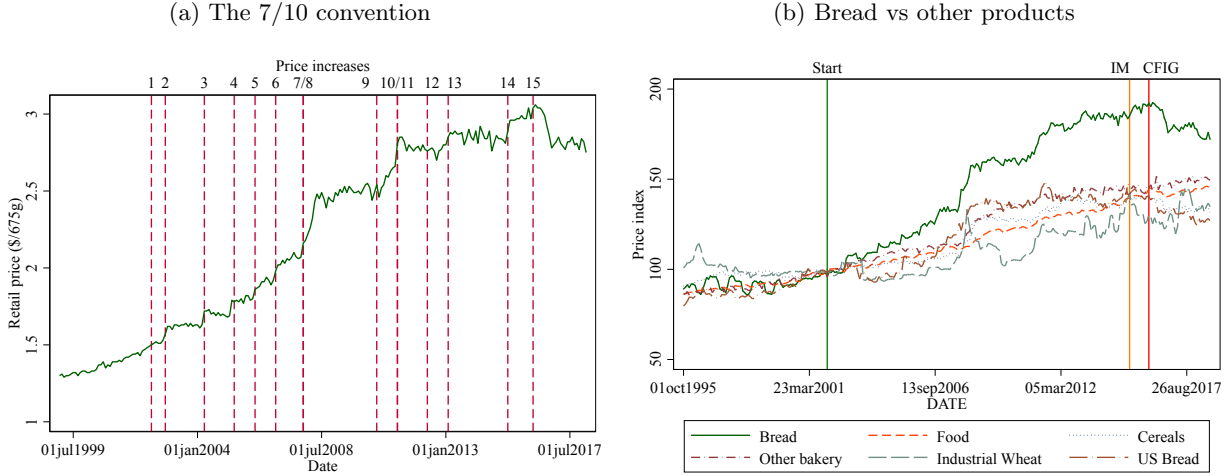 (a) The 7/10 convention
Price increases
1 2 3 4 5 6 7/8 9 10/11 12 13 14 15
Retail price ($/675g)
3
2.5
2
1.5
1
01jul1999 01jan2004 01jul2008 01jan2013 01jul2017
Date
(b) Bread vs other products
Start IM CFIG
Price index
200
150
100
50
01oct1995 23mar2001 13sep2006 05mar2012 26aug2017
DATE
Bread Food Cereals
Other bakery Industrial Wheat US Bread